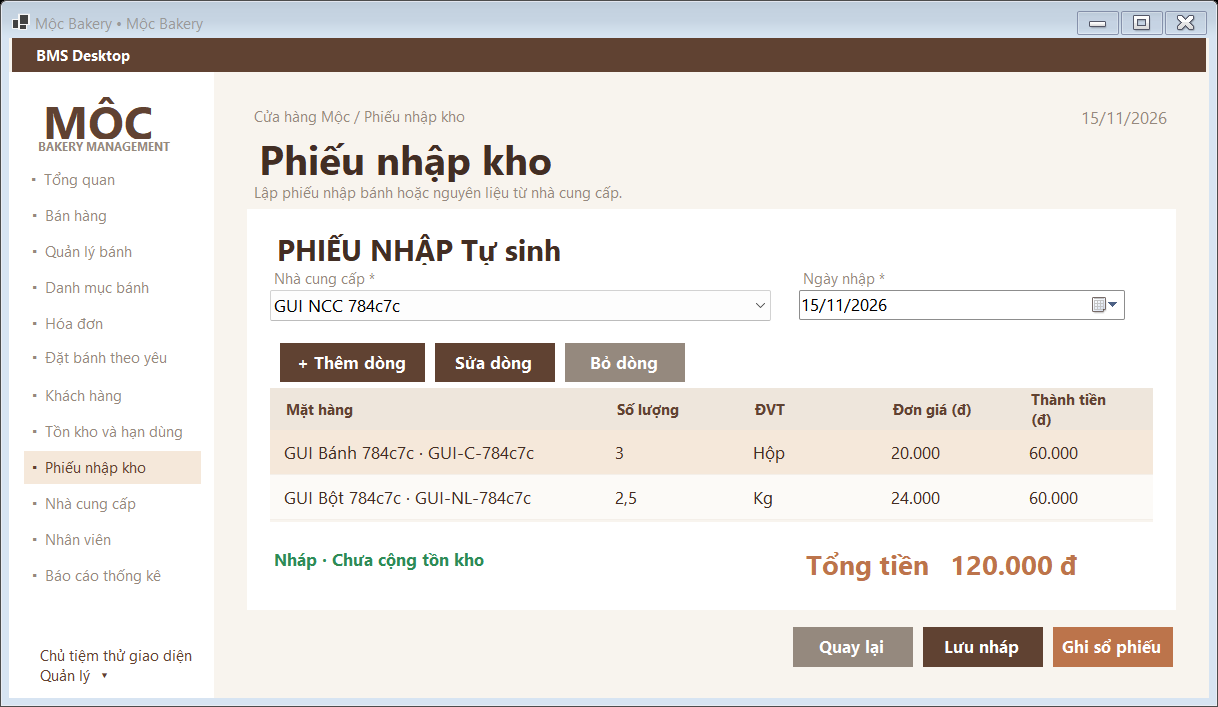 Mộc Bakery • Mộc Bakery
BMS Desktop
MỘC
BAKERY MANAGEMENT
Tổng quan
Bán hàng
Quản lý bánh
Danh mục bánh
Hóa đơn
Đặt bánh theo yêu
Khách hàng
Tồn kho và hạn dùng
Phiếu nhập kho
Nhà cung cấp
Nhân viên
Báo cáo thống kê
Chủ tiệm thử giao diện
Quản lý
Cửa hàng Mộc / Phiếu nhập kho
15/11/2026
Phiếu nhập kho
Lập phiếu nhập bánh hoặc nguyên liệu từ nhà cung cấp.
PHIẾU NHẬP Tự sinh
Nhà cung cấp * Ngày nhập *
GUI NCC 784c7c 15/11/2026
+ Thêm dòng Sửa dòng Bỏ dòng
Mặt hàng Số lượng ĐVT Đơn giá (đ) Thành tiền (đ)
GUI Bánh 784c7c · GUI-C-784c7c 3 Hộp 20.000 60.000
GUI Bột 784c7c · GUI-NL-784c7c 2,5 Kg 24.000 60.000
Nháp · Chưa cộng tồn kho Tổng tiền 120.000 đ
Quay lại Lưu nháp Ghi sổ phiếu